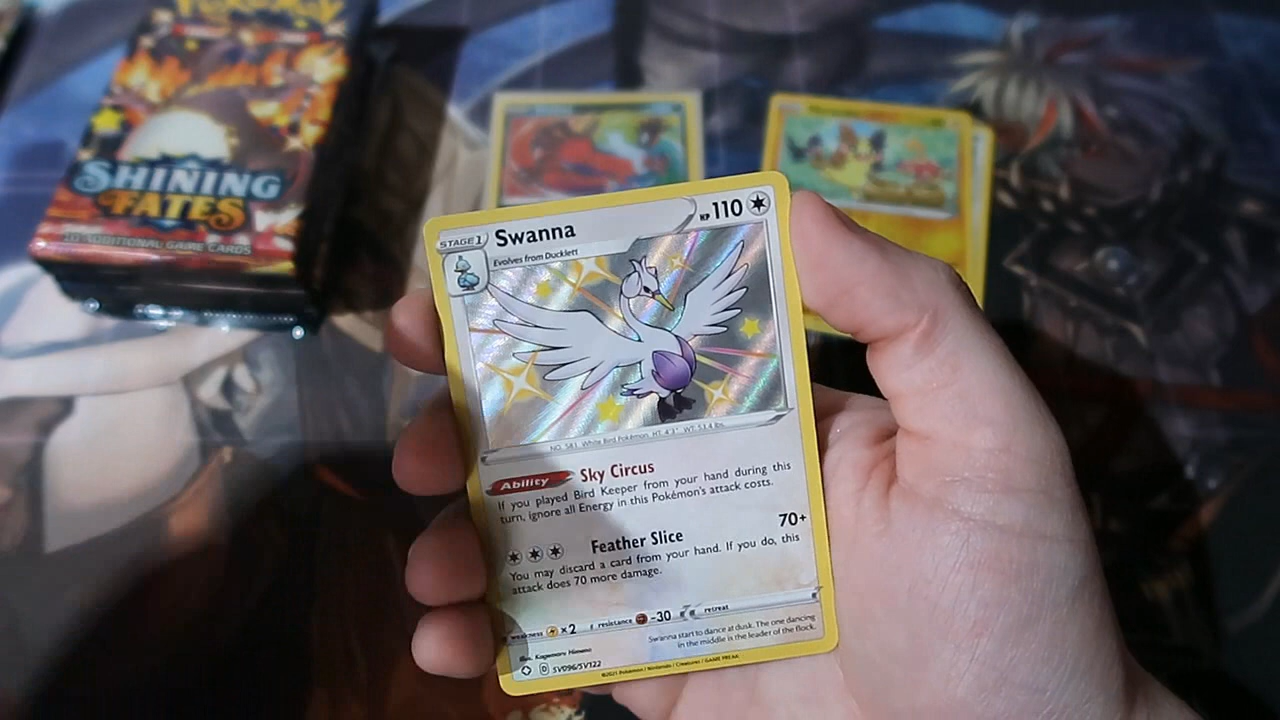 Pokémon
SHINING
FATES
10 ADDITIONAL GAME CARDS
STAGE 1
Swanna
HP 110
Evolves from Ducklett
NO. 581 White Bird Pokémon HT: 4'3" WT: 53.4 lbs.
Ability Sky Circus
If you played Bird Keeper from your hand during this
turn, ignore all Energy in this Pokémon's attack costs.
Feather Slice 70+
You may discard a card from your hand. If you do, this
attack does 70 more damage.
weakness ×2 resistance -30 retreat
Swanna start to dance at dusk. The one dancing
in the middle is the leader of the flock.
Illus. Kagemaru Himeno
D SV096/SV122
©2021 Pokémon / Nintendo / Creatures / GAME FREAK